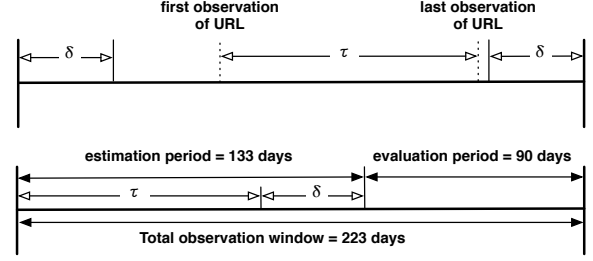 first observation
of URL
last observation
of URL
δ
τ
δ
estimation period = 133 days
evaluation period = 90 days
τ
δ
Total observation window = 223 days